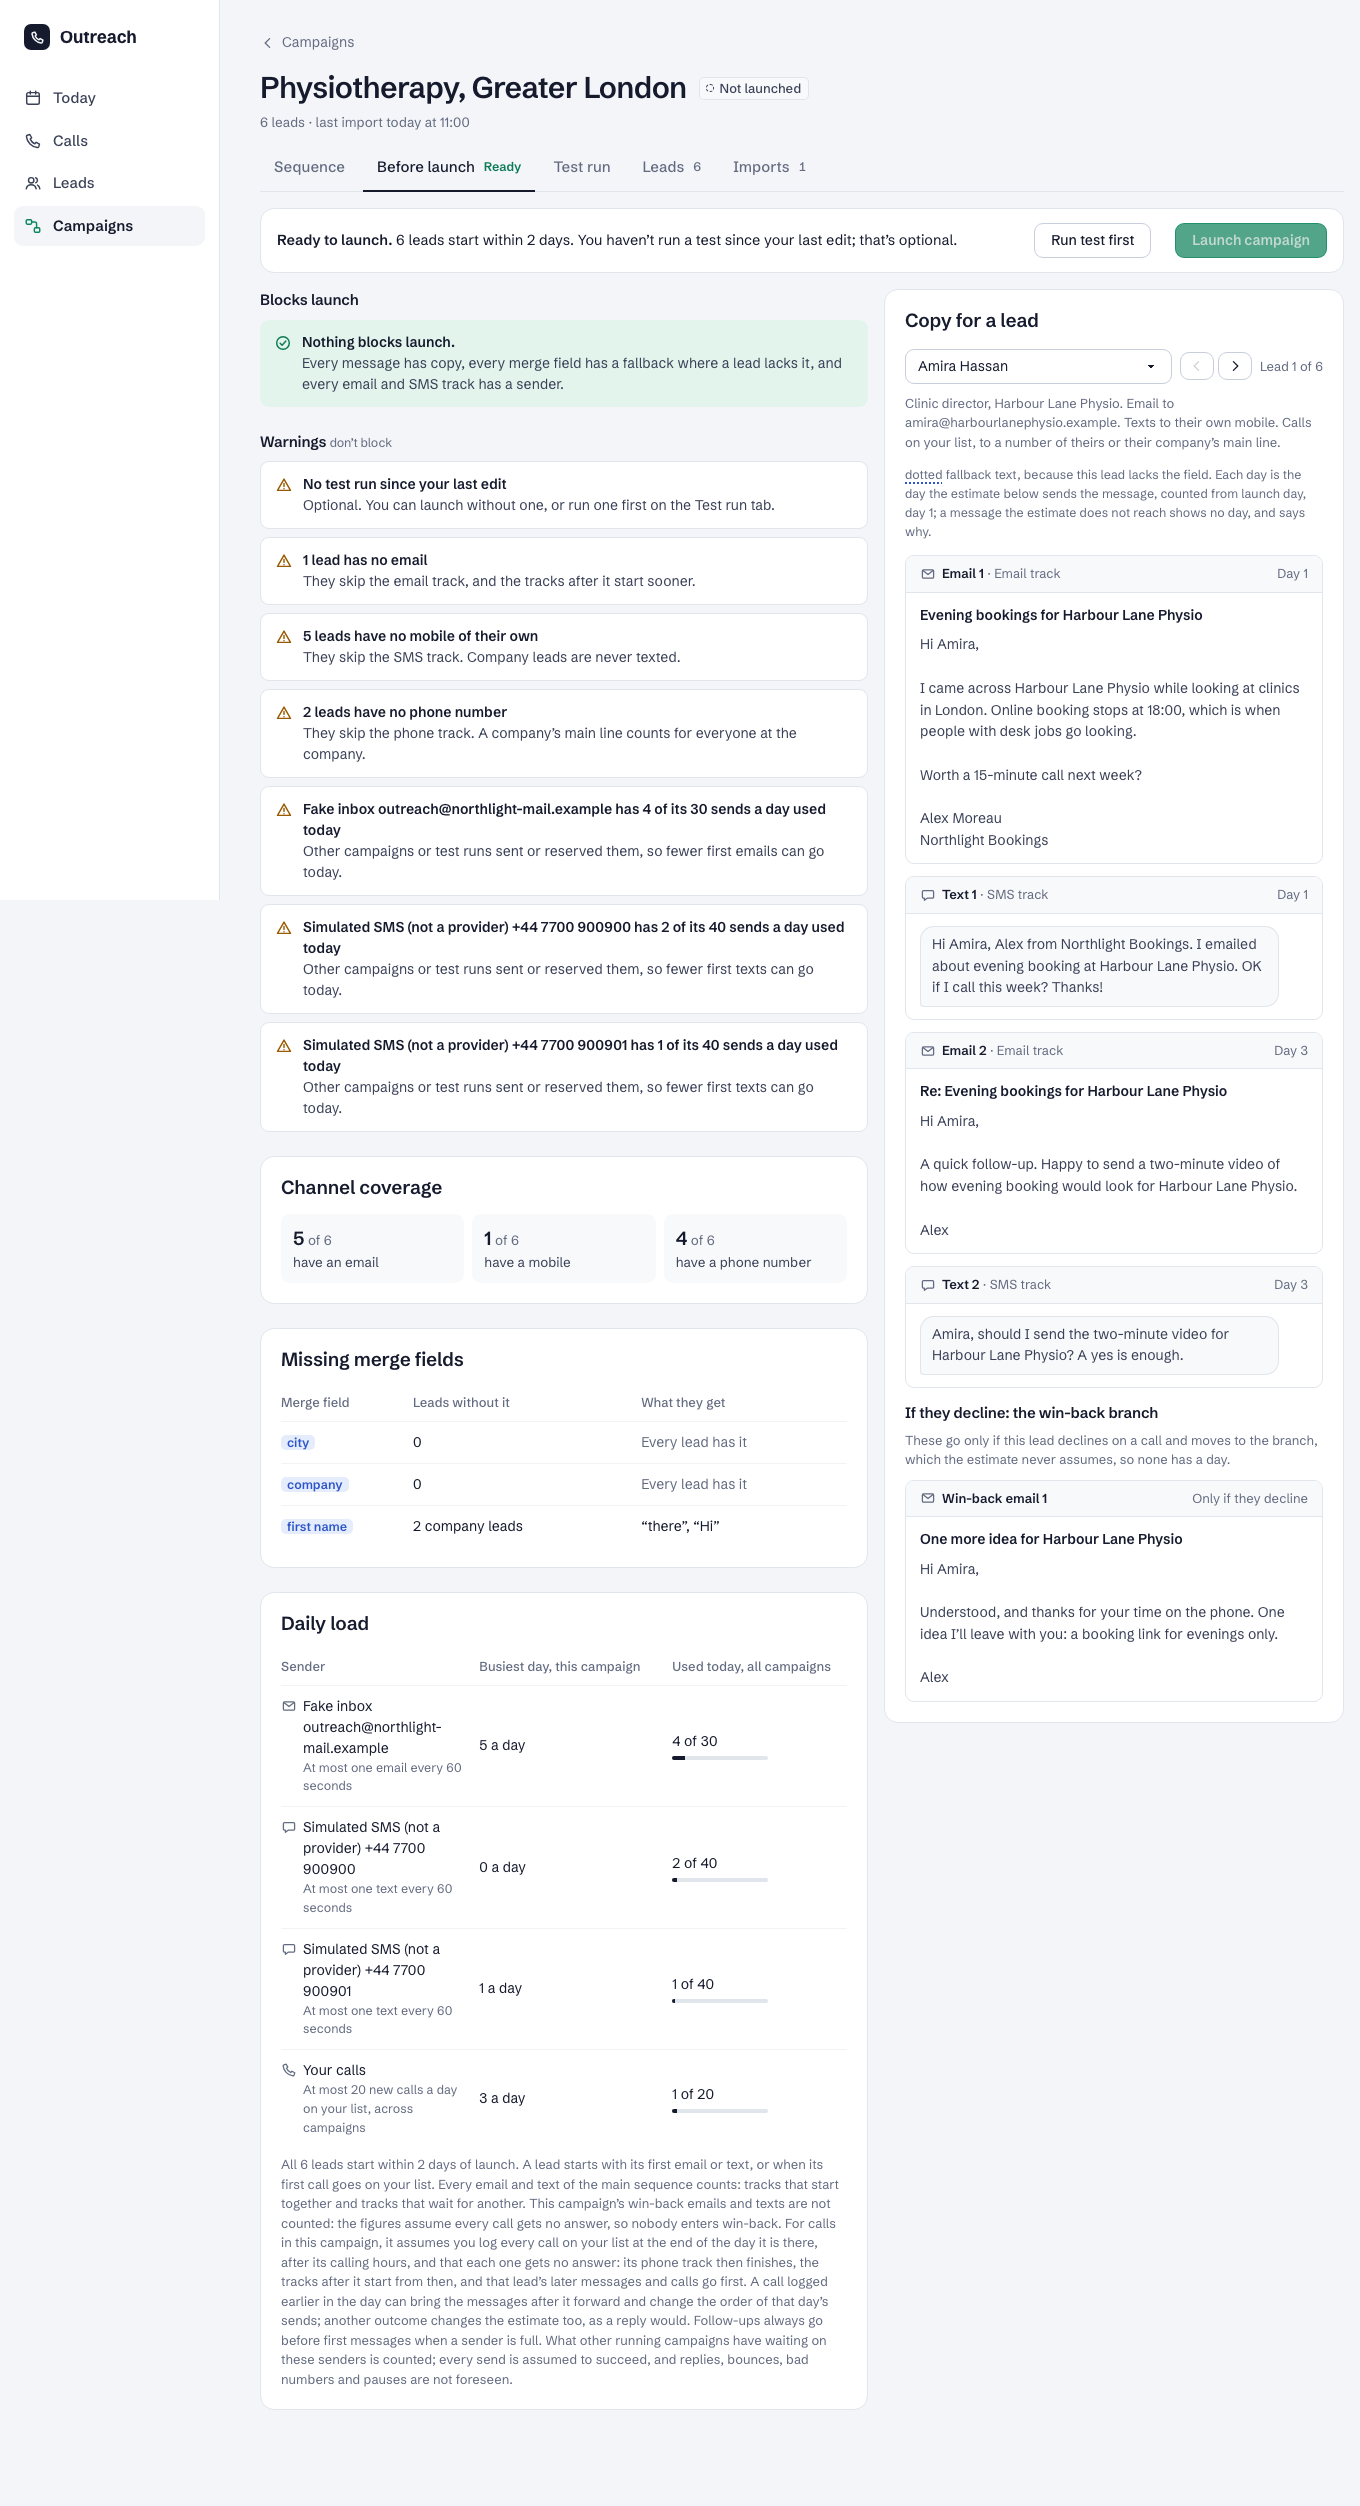 Outreach
Today
Calls
Leads
Campaigns
Campaigns
Physiotherapy, Greater London
Not launched
6 leads · last import today at 11:00
Sequence
Before launch Ready
Test run
Leads 6
Imports 1
Ready to launch. 6 leads start within 2 days. You haven’t run a test since your last edit; that’s optional.
Run test first
Launch campaign
Blocks launch
Nothing blocks launch.
Every message has copy, every merge field has a fallback where a lead lacks it, and
every email and SMS track has a sender.
Warnings don’t block
No test run since your last edit
Optional. You can launch without one, or run one first on the Test run tab.
1 lead has no email
They skip the email track, and the tracks after it start sooner.
5 leads have no mobile of their own
They skip the SMS track. Company leads are never texted.
2 leads have no phone number
They skip the phone track. A company’s main line counts for everyone at the
company.
Fake inbox outreach@northlight-mail.example has 4 of its 30 sends a day used
today
Other campaigns or test runs sent or reserved them, so fewer first emails can go
today.
Simulated SMS (not a provider) +44 7700 900900 has 2 of its 40 sends a day used
today
Other campaigns or test runs sent or reserved them, so fewer first texts can go
today.
Simulated SMS (not a provider) +44 7700 900901 has 1 of its 40 sends a day used
today
Other campaigns or test runs sent or reserved them, so fewer first texts can go
today.
Channel coverage
5 of 6
have an email
1 of 6
have a mobile
4 of 6
have a phone number
Missing merge fields
Merge field
Leads without it
What they get
city
0
Every lead has it
company
0
Every lead has it
first name
2 company leads
“there”, “Hi”
Daily load
Sender
Busiest day, this campaign
Used today, all campaigns
Fake inbox
outreach@northlight-
mail.example
At most one email every 60
seconds
5 a day
4 of 30
Simulated SMS (not a
provider) +44 7700
900900
At most one text every 60
seconds
0 a day
2 of 40
Simulated SMS (not a
provider) +44 7700
900901
At most one text every 60
seconds
1 a day
1 of 40
Your calls
At most 20 new calls a day
on your list, across
campaigns
3 a day
1 of 20
All 6 leads start within 2 days of launch. A lead starts with its first email or text, or when its
first call goes on your list. Every email and text of the main sequence counts: tracks that start
together and tracks that wait for another. This campaign’s win-back emails and texts are not
counted: the figures assume every call gets no answer, so nobody enters win-back. For calls
in this campaign, it assumes you log every call on your list at the end of the day it is there,
after its calling hours, and that each one gets no answer: its phone track then finishes, the
tracks after it start from then, and that lead’s later messages and calls go first. A call logged
earlier in the day can bring the messages after it forward and change the order of that day’s
sends; another outcome changes the estimate too, as a reply would. Follow-ups always go
before first messages when a sender is full. What other running campaigns have waiting on
these senders is counted; every send is assumed to succeed, and replies, bounces, bad
numbers and pauses are not foreseen.
Copy for a lead
Amira Hassan
Lead 1 of 6
Clinic director, Harbour Lane Physio. Email to
amira@harbourlanephysio.example. Texts to their own mobile. Calls
on your list, to a number of theirs or their company’s main line.
dotted fallback text, because this lead lacks the field. Each day is the
day the estimate below sends the message, counted from launch day,
day 1; a message the estimate does not reach shows no day, and says
why.
Email 1 · Email track
Day 1
Evening bookings for Harbour Lane Physio
Hi Amira,
I came across Harbour Lane Physio while looking at clinics
in London. Online booking stops at 18:00, which is when
people with desk jobs go looking.
Worth a 15-minute call next week?
Alex Moreau
Northlight Bookings
Text 1 · SMS track
Day 1
Hi Amira, Alex from Northlight Bookings. I emailed
about evening booking at Harbour Lane Physio. OK
if I call this week? Thanks!
Email 2 · Email track
Day 3
Re: Evening bookings for Harbour Lane Physio
Hi Amira,
A quick follow-up. Happy to send a two-minute video of
how evening booking would look for Harbour Lane Physio.
Alex
Text 2 · SMS track
Day 3
Amira, should I send the two-minute video for
Harbour Lane Physio? A yes is enough.
If they decline: the win-back branch
These go only if this lead declines on a call and moves to the branch,
which the estimate never assumes, so none has a day.
Win-back email 1
Only if they decline
One more idea for Harbour Lane Physio
Hi Amira,
Understood, and thanks for your time on the phone. One
idea I’ll leave with you: a booking link for evenings only.
Alex